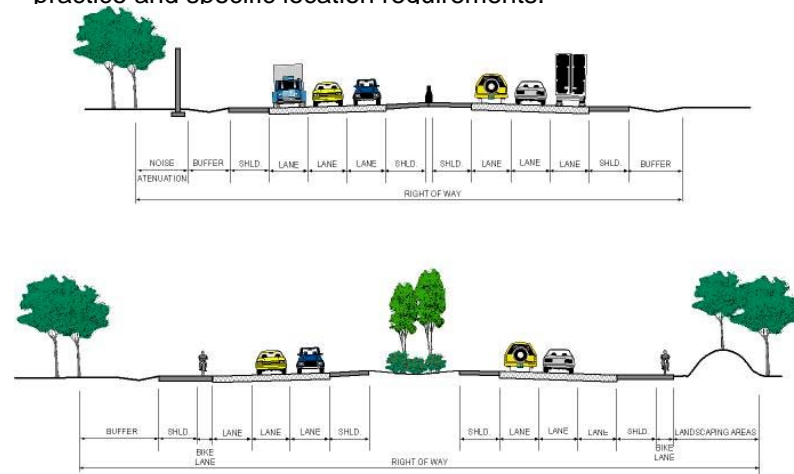 practice and specific location requirements.
NOISE ATENUATION BUFFER SHLD. LANE LANE LANE SHLD. SHLD. LANE LANE LANE SHLD. BUFFER
RIGHT OF WAY
BUFFER SHLD. BIKE LANE LANE LANE LANE SHLD. SHLD. LANE LANE LANE SHLD. BIKE LANE LANDSCAPING AREAS
RIGHT OF WAY